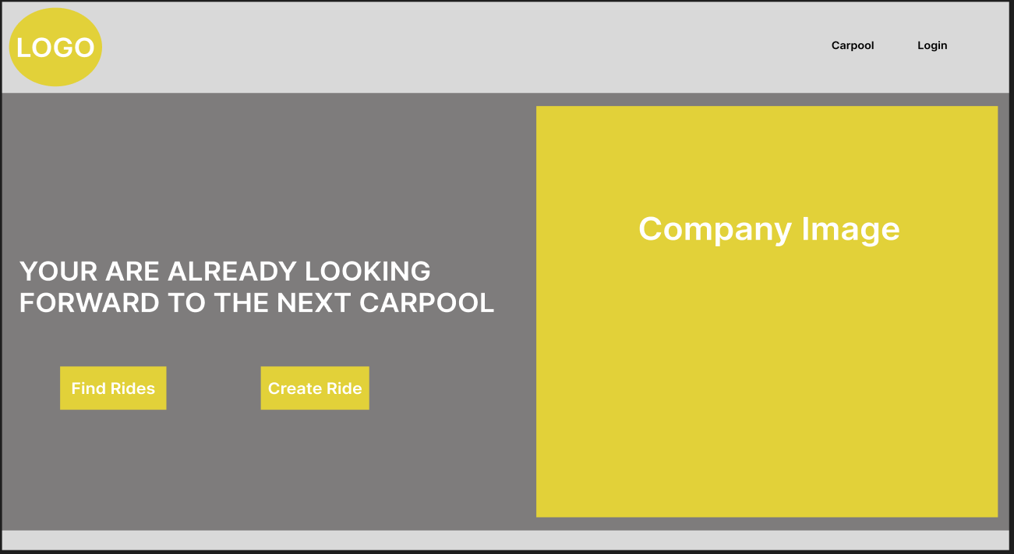 LOGO
Carpool
Login
Company Image
YOUR ARE ALREADY LOOKING
FORWARD TO THE NEXT CARPOOL
Find Rides
Create Ride